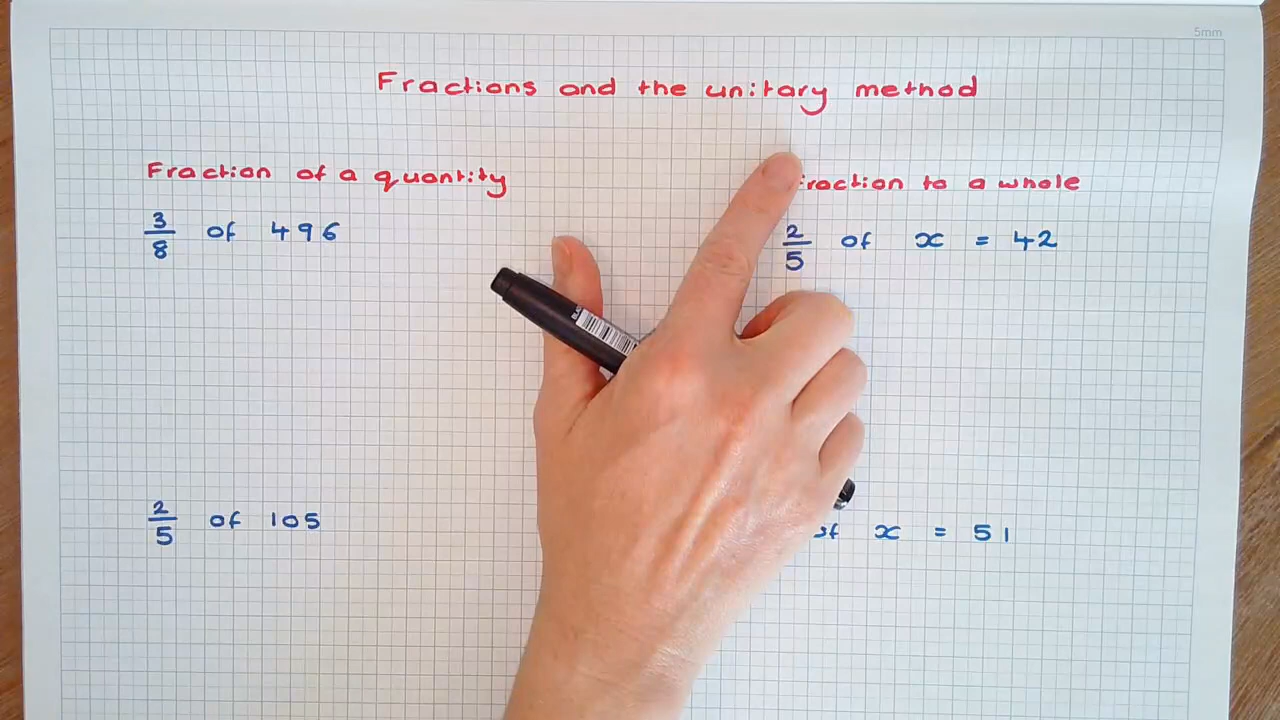 5mm
Fractions and the unitary method
Fraction of a quantity
3/8 of 496
2/5 of 105
fraction to a whole
2/5 of x = 42
of x = 51